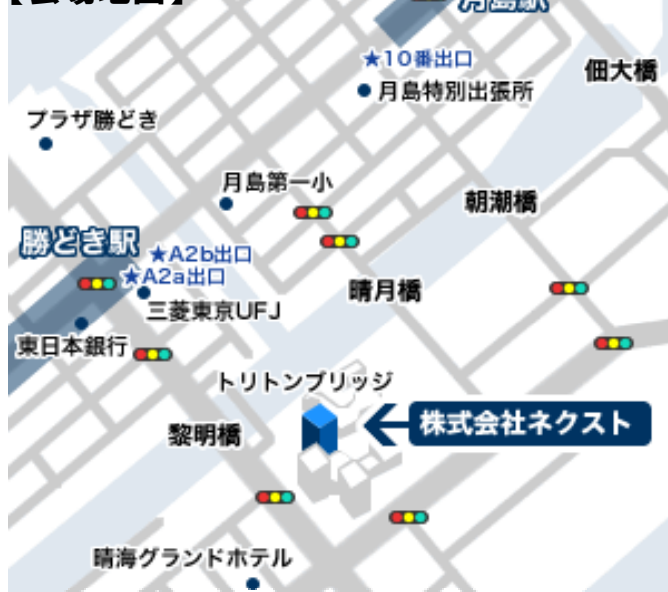 【会場地図】
月島駅
★10番出口
佃大橋
月島特別出張所
プラザ勝どき
月島第一小
朝潮橋
勝どき駅
★A2b出口
★A2a出口
晴月橋
三菱東京UFJ
東日本銀行
トリトンブリッジ
株式会社ネクスト
黎明橋
晴海グランドホテル